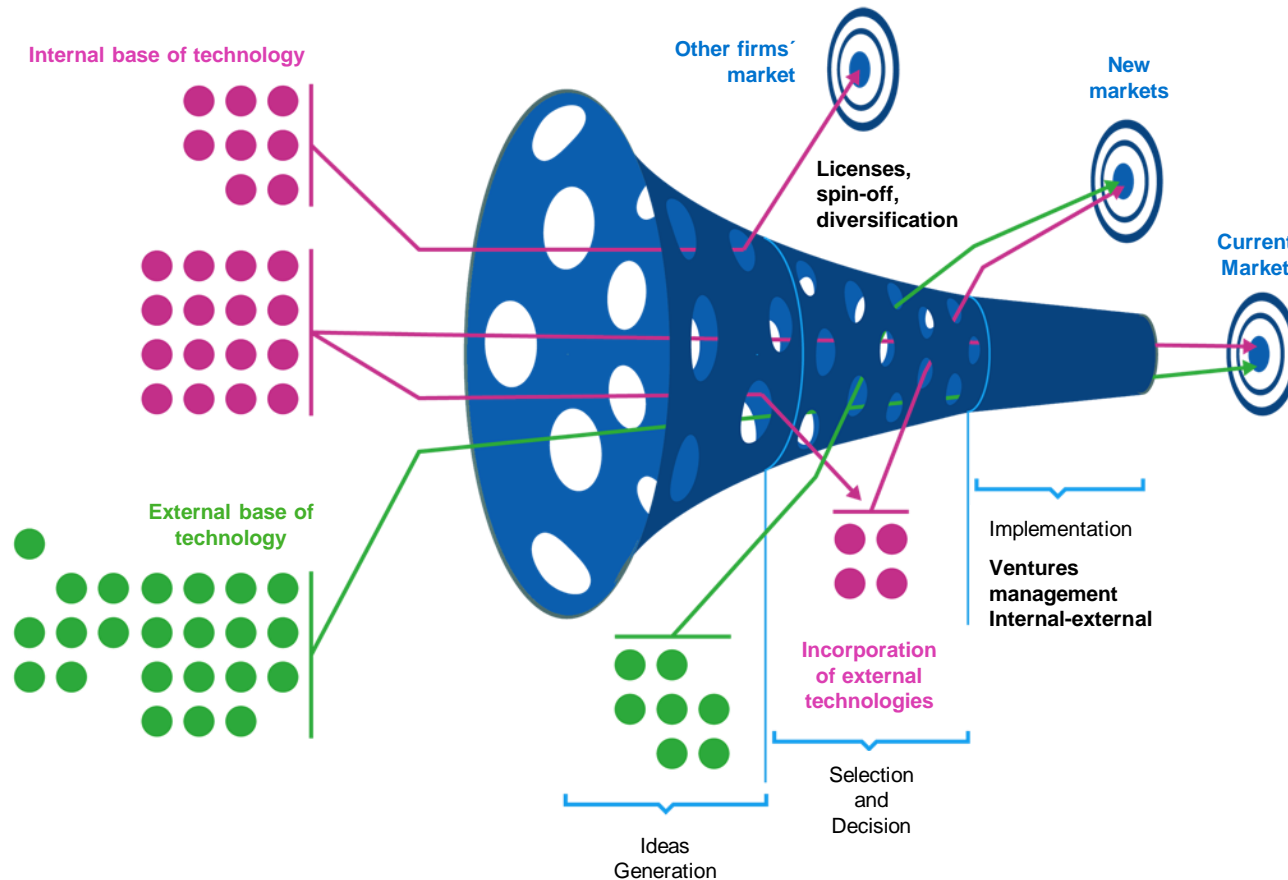 Internal base of technology
Other firms´
market
New
markets
Licenses,
spin-off,
diversification
Current
Market
External base of
technology
Implementation
Ventures
management
Internal-external
Incorporation
of external
technologies
Selection
and
Decision
Ideas
Generation